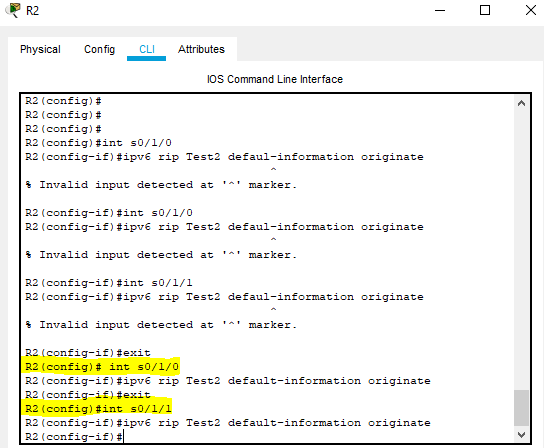 R2
Physical Config CLI Attributes
IOS Command Line Interface
R2(config)#
R2(config)#
R2(config)#
R2(config)#int s0/1/0
R2(config-if)#ipv6 rip Test2 defaul-information originate
^
% Invalid input detected at '^' marker.
R2(config-if)#int s0/1/0
R2(config-if)#ipv6 rip Test2 defaul-information originate
^
% Invalid input detected at '^' marker.
R2(config-if)#int s0/1/1
R2(config-if)#ipv6 rip Test2 defaul-information originate
^
% Invalid input detected at '^' marker.
R2(config-if)#exit
R2(config)# int s0/1/0
R2(config-if)#ipv6 rip Test2 default-information originate
R2(config-if)#exit
R2(config)#int s0/1/1
R2(config-if)#ipv6 rip Test2 default-information originate
R2(config-if)#